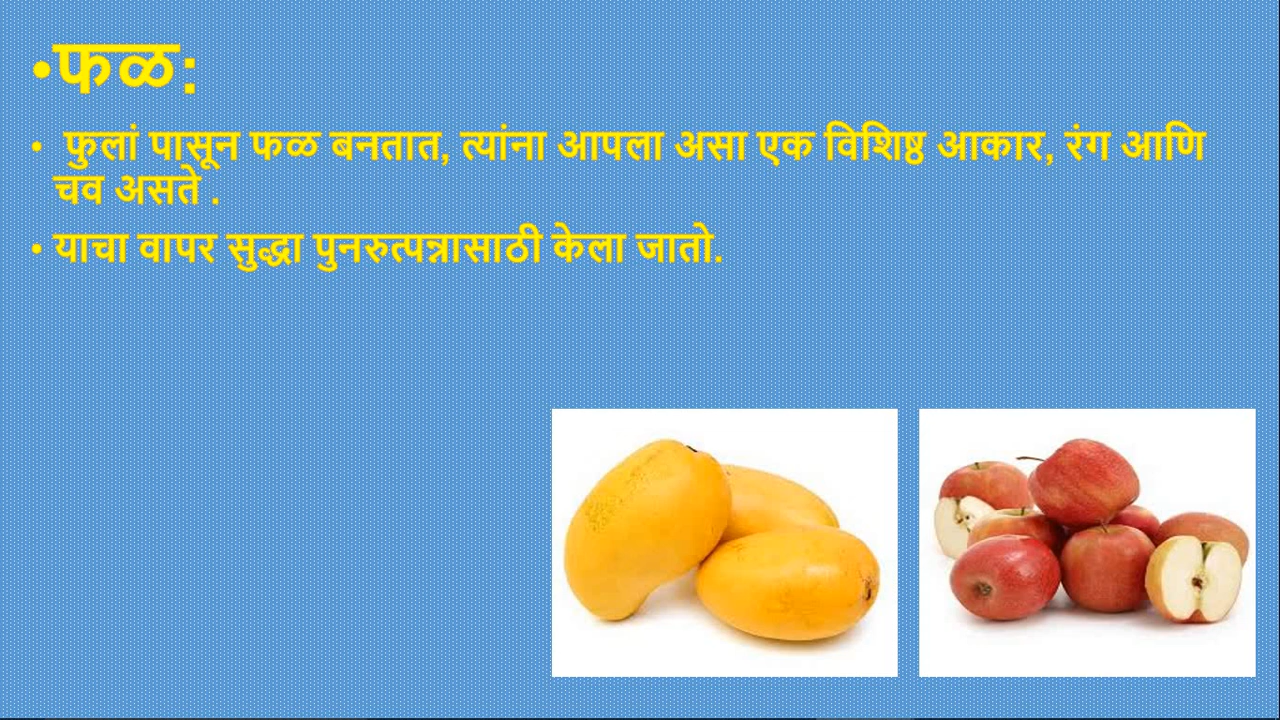 •फळ:
• फुलां पासून फळ बनतात, त्यांना आपला असा एक विशिष्ठ आकार, रंग आणि
चव असते .
• याचा वापर सुद्धा पुनरुत्पन्नासाठी केला जातो.